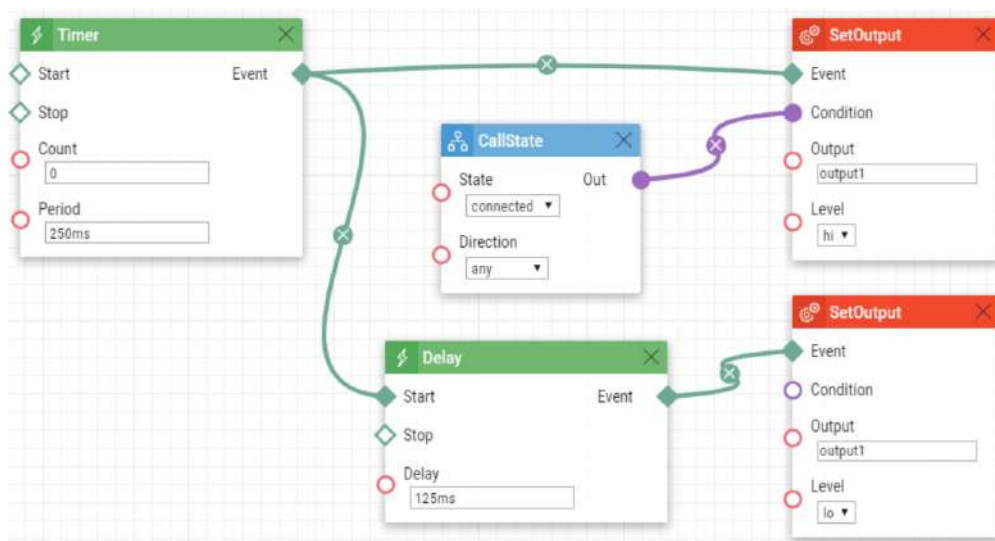 Timer
Start
Event
Stop
Count
0
Period
250ms
CallState
State
Out
connected
Direction
any
SetOutput
Event
Condition
Output
output1
Level
hi
Delay
Start
Event
Stop
Delay
125ms
SetOutput
Event
Condition
Output
output1
Level
lo